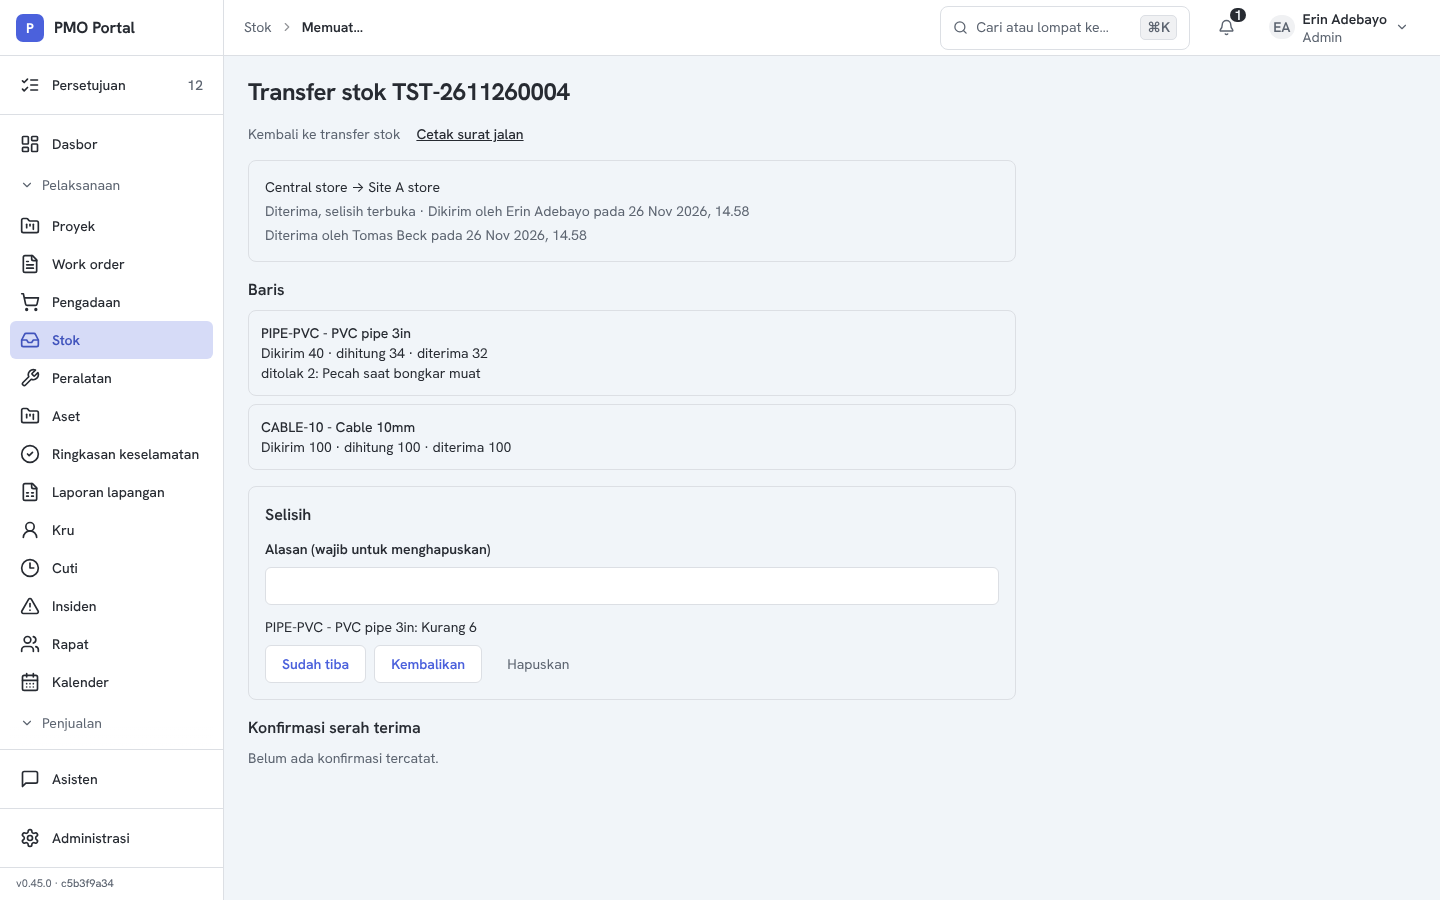 P PMO Portal
Stok > Memuat...
Cari atau lompat ke... ⌘K
1
EA Erin Adebayo
Admin
Persetujuan 12
Dasbor
Pelaksanaan
Proyek
Work order
Pengadaan
Stok
Peralatan
Aset
Ringkasan keselamatan
Laporan lapangan
Kru
Cuti
Insiden
Rapat
Kalender
Penjualan
Asisten
Administrasi
v0.45.0 · c5b3f9a34
Transfer stok TST-2611260004
Kembali ke transfer stok Cetak surat jalan
Central store → Site A store
Diterima, selisih terbuka · Dikirim oleh Erin Adebayo pada 26 Nov 2026, 14.58
Diterima oleh Tomas Beck pada 26 Nov 2026, 14.58
Baris
PIPE-PVC - PVC pipe 3in
Dikirim 40 · dihitung 34 · diterima 32
ditolak 2: Pecah saat bongkar muat
CABLE-10 - Cable 10mm
Dikirim 100 · dihitung 100 · diterima 100
Selisih
Alasan (wajib untuk menghapuskan)
PIPE-PVC - PVC pipe 3in: Kurang 6
Sudah tiba Kembalikan Hapuskan
Konfirmasi serah terima
Belum ada konfirmasi tercatat.